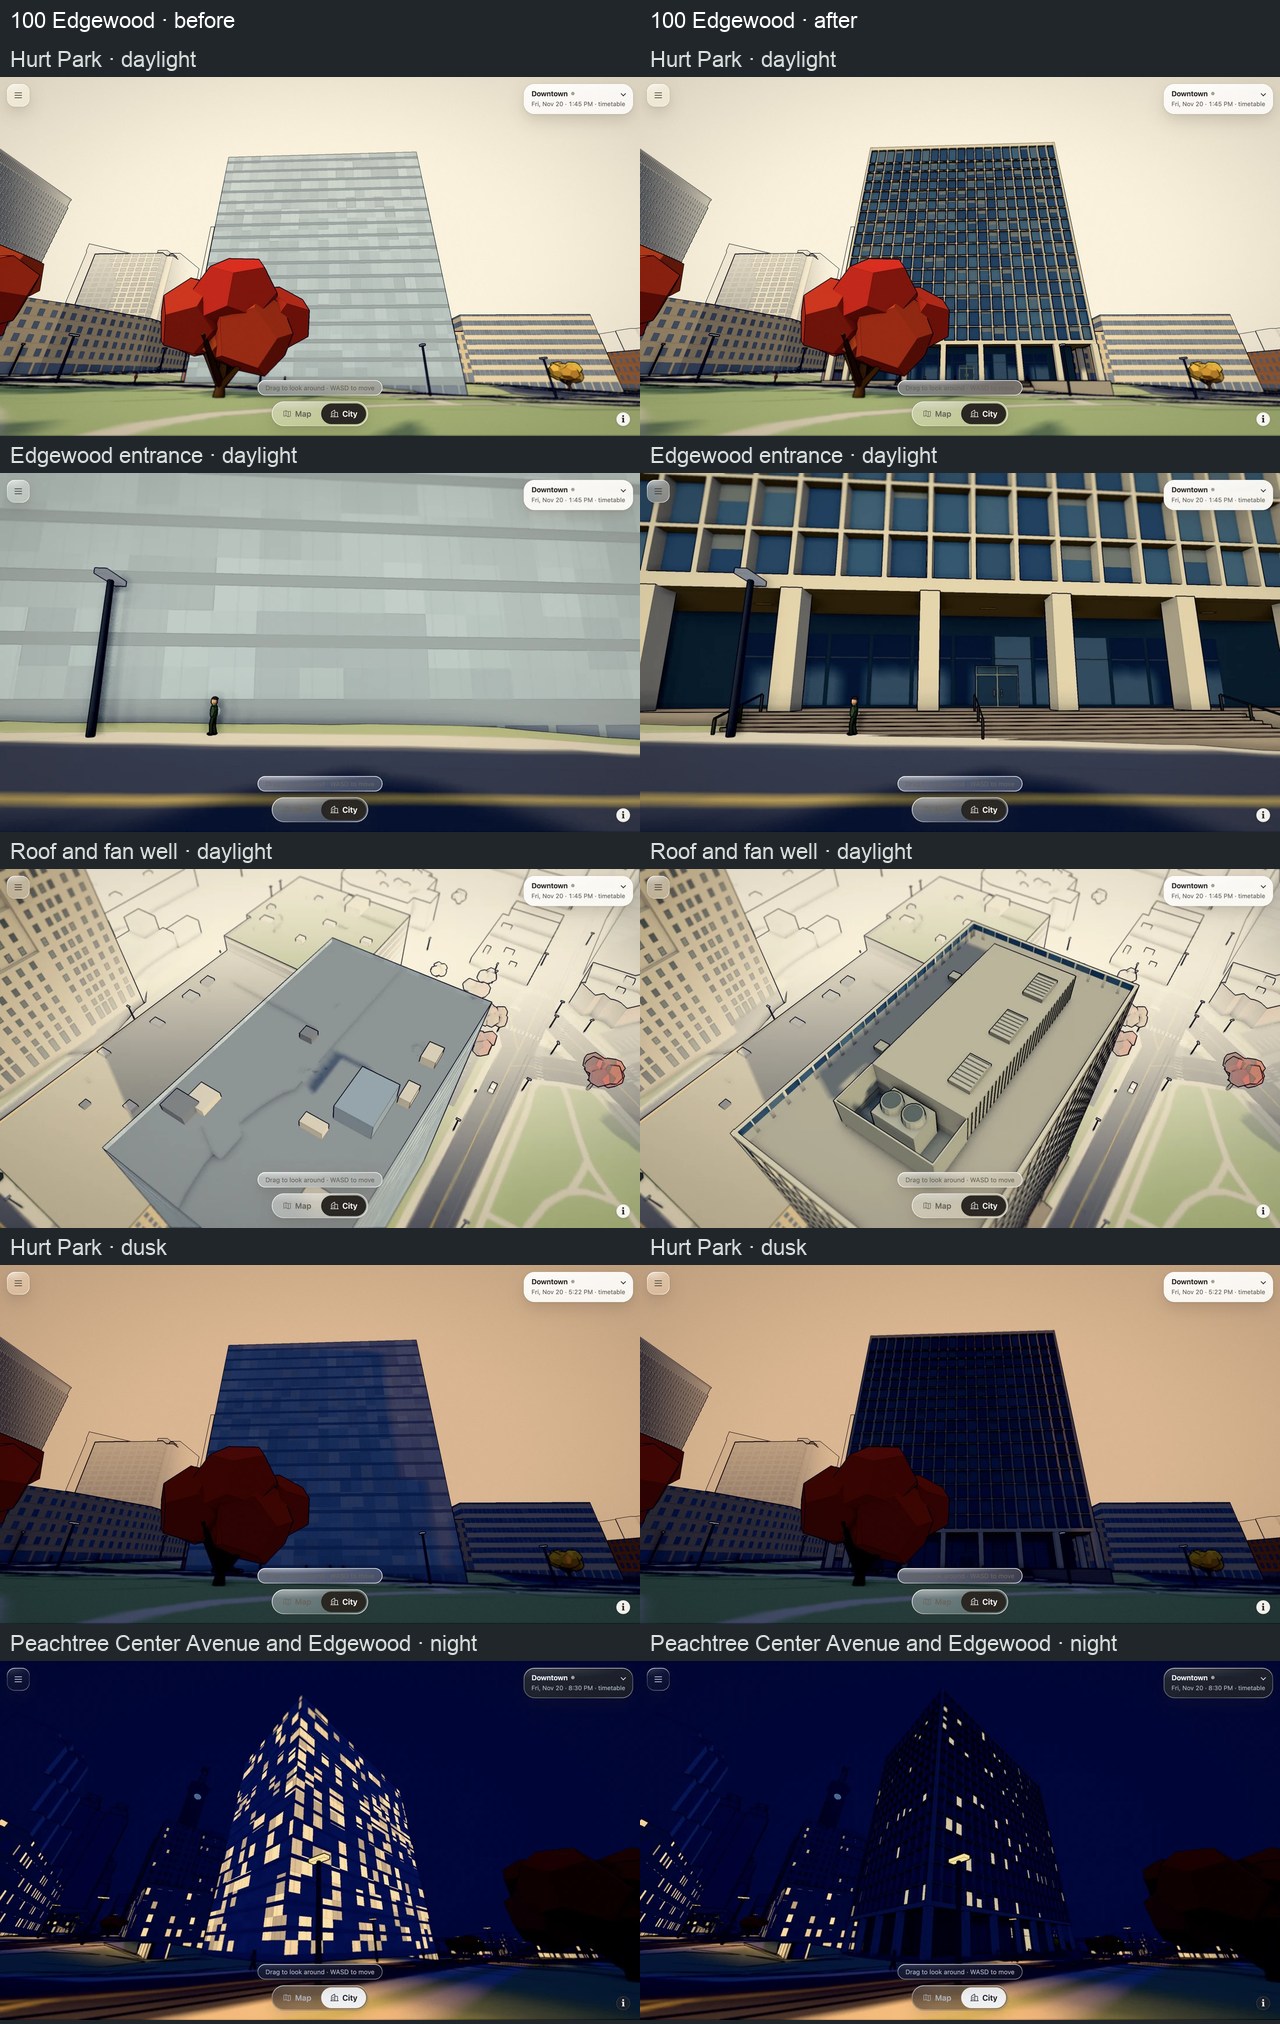 100 Edgewood · before
100 Edgewood · after
Hurt Park · daylight
Hurt Park · daylight
Downtown
Fri, Nov 20 · 1:45 PM · timetable
Downtown
Fri, Nov 20 · 1:45 PM · timetable
Drag to look around · WASD to move
Map City
Map City
Edgewood entrance · daylight
Edgewood entrance · daylight
Downtown
Fri, Nov 20 · 1:45 PM · timetable
Downtown
Fri, Nov 20 · 1:45 PM · timetable
WASD to move
WASD to move
City
City
Roof and fan well · daylight
Roof and fan well · daylight
Downtown
Fri, Nov 20 · 1:45 PM · timetable
Downtown
Fri, Nov 20 · 1:45 PM · timetable
Drag to look around · WASD to move
Drag to look around · WASD to move
Map City
Map City
Hurt Park · dusk
Hurt Park · dusk
Downtown
Fri, Nov 20 · 5:22 PM · timetable
Downtown
Fri, Nov 20 · 5:22 PM · timetable
Map City
Map City
Peachtree Center Avenue and Edgewood · night
Peachtree Center Avenue and Edgewood · night
Downtown
Fri, Nov 20 · 8:30 PM · timetable
Downtown
Fri, Nov 20 · 8:30 PM · timetable
Drag to look around · WASD to move
Drag to look around · WASD to move
Map City
Map City